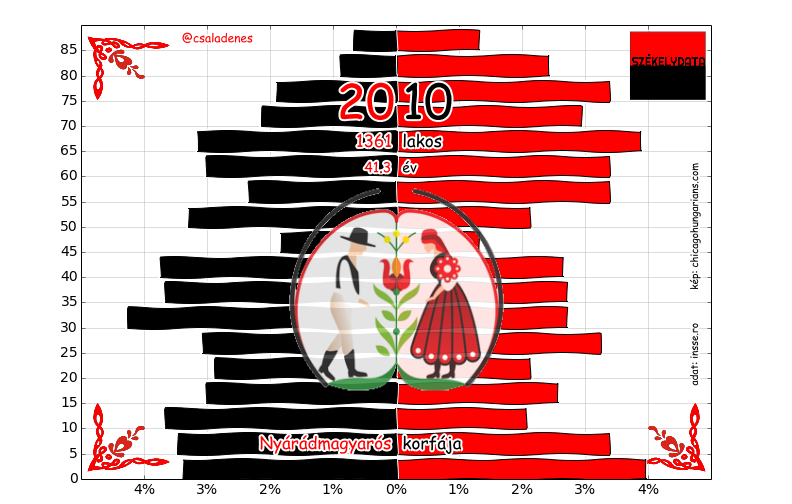 @csaladenes
SZÉKELYDATA
2010
1361 lakos
41.3 év
kép: chicagohungarians.com
adat: insse.ro
Nyárádmagyarós korfája
85
80
75
70
65
60
55
50
45
40
35
30
25
20
15
10
5
0
4% 3% 2% 1% 0% 1% 2% 3% 4%